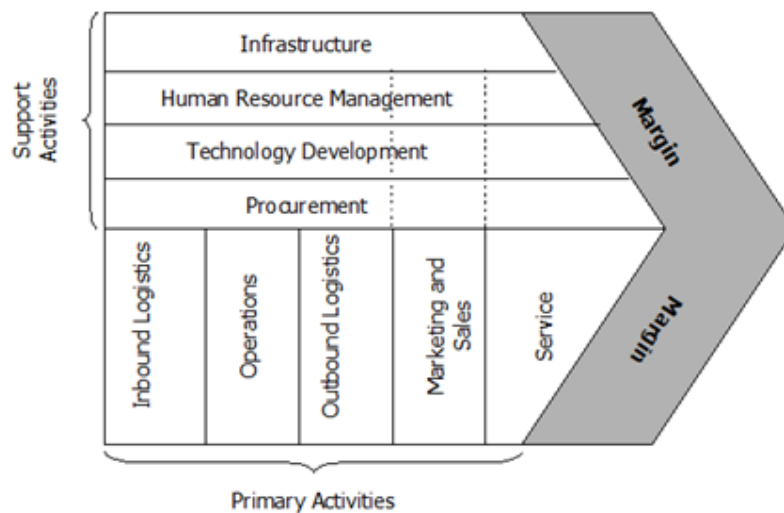 Support
Activities
Infrastructure
Human Resource Management
Technology Development
Procurement
Inbound Logistics
Operations
Outbound Logistics
Marketing and
Sales
Service
Margin
Margin
Primary Activities